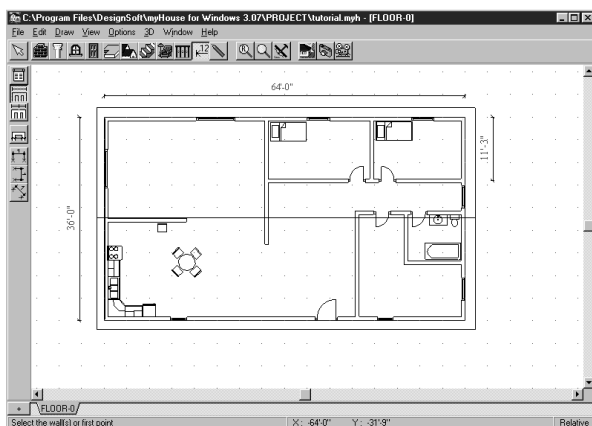 C:\Program Files\DesignSoft\myHouse for Windows 3.07\PROJECT\tutorial.myh - [FLOOR-0]
File Edit Draw View Options 3D Window Help
12
64'-0"
11'-3"
36'-0"
FLOOR-0
Select the wall(s) or first point X: -64'0" Y: -31'-9" Relative